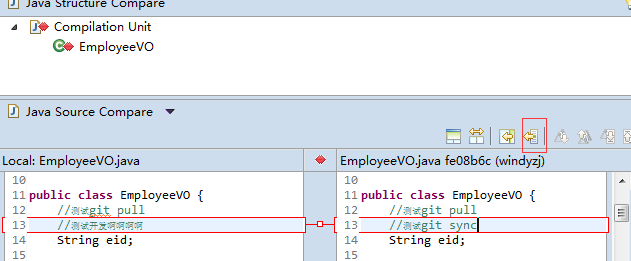 Java Structure Compare
Compilation Unit
EmployeeVO
Java Source Compare
Local: EmployeeVO.java
EmployeeVO.java fe08b6c (windyzj)
10
11 public class EmployeeVO {
12 //测试git pull
13 //测试开发啊啊啊啊
14 String eid;
10
11 public class EmployeeVO {
12 //测试git pull
13 //测试git sync
14 String eid;